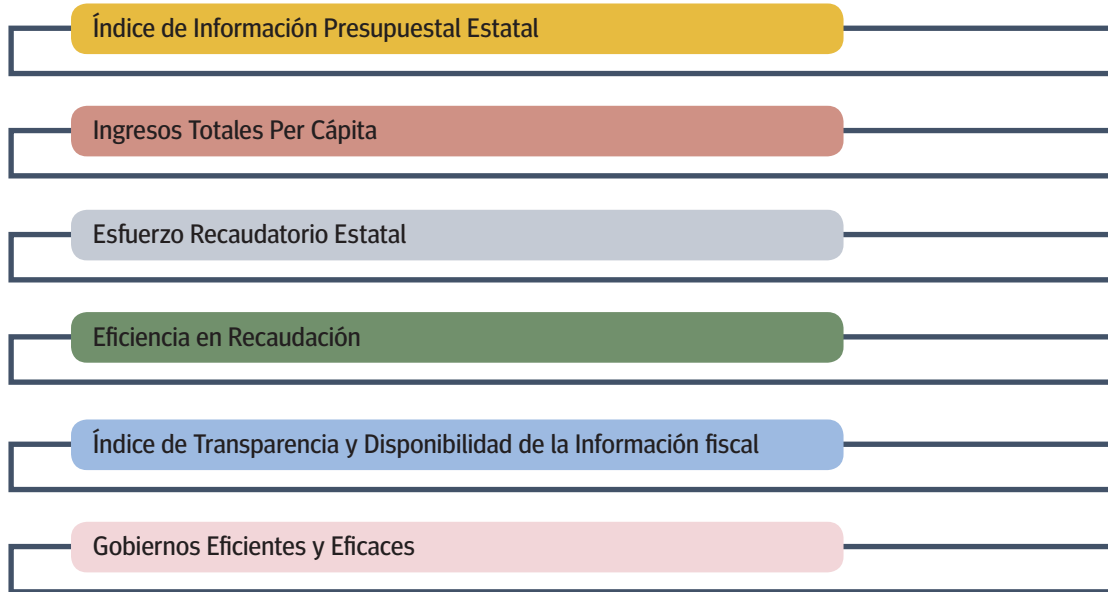 Índice de Información Presupuestal Estatal
Ingresos Totales Per Cápita
Esfuerzo Recaudatorio Estatal
Eficiencia en Recaudación
Índice de Transparencia y Disponibilidad de la Información fiscal
Gobiernos Eficientes y Eficaces